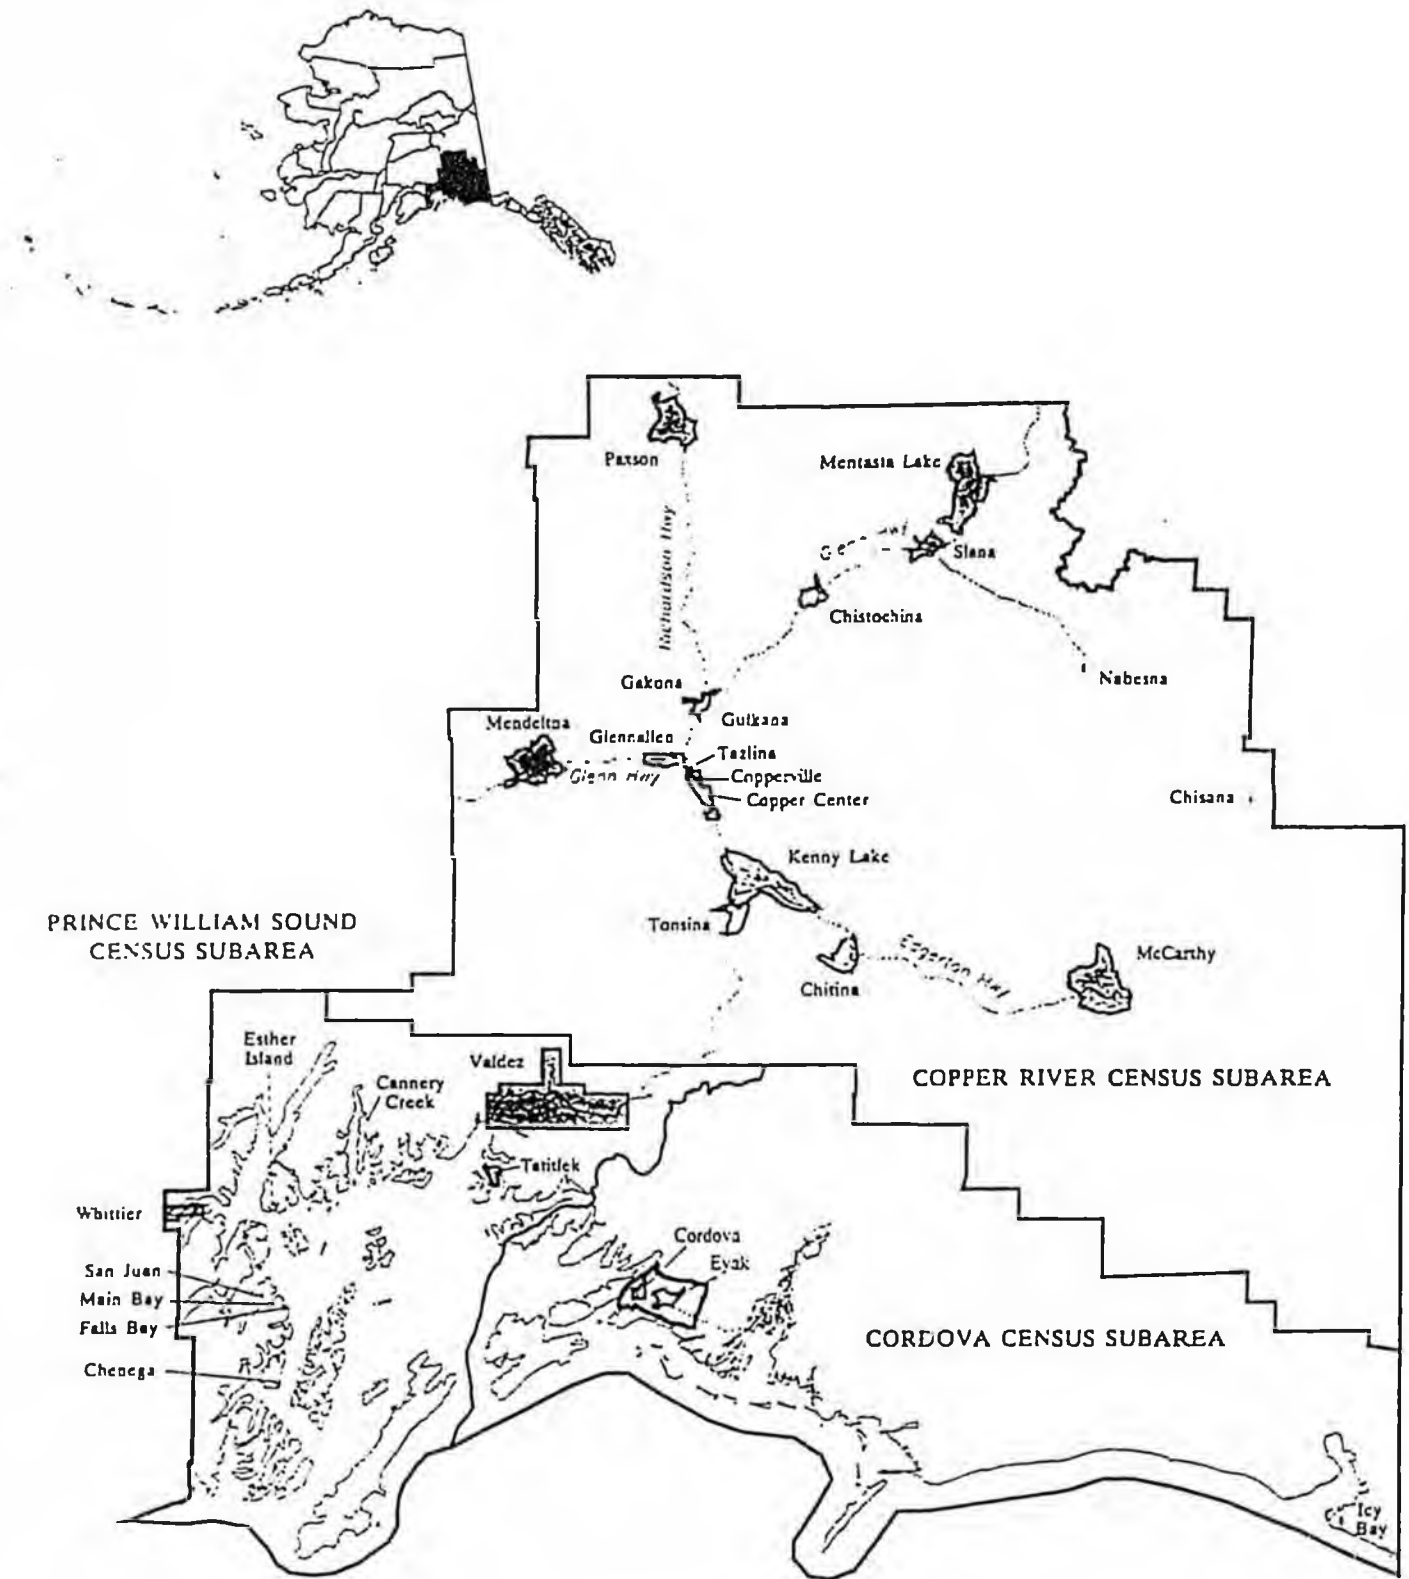 Paxson
Mentasta Lake
Richardson Hwy
Slana
Chistochina
Nabesna
Gakona
Gulkana
Mendeltna
Glennallen
Tazlina
Glenn Hwy
Copperville
Copper Center
Chisana
Kenny Lake
PRINCE WILLIAM SOUND
CENSUS SUBAREA
Tonsina
Edgerton Hwy
McCarthy
Chitina
Esther
Island
Valdez
COPPER RIVER CENSUS SUBAREA
Cannery
Creek
Tatitlek
Whittier
Cordova
Eyak
San Juan
Main Bay
Falls Bay
CORDOVA CENSUS SUBAREA
Chenega
Icy
Bay